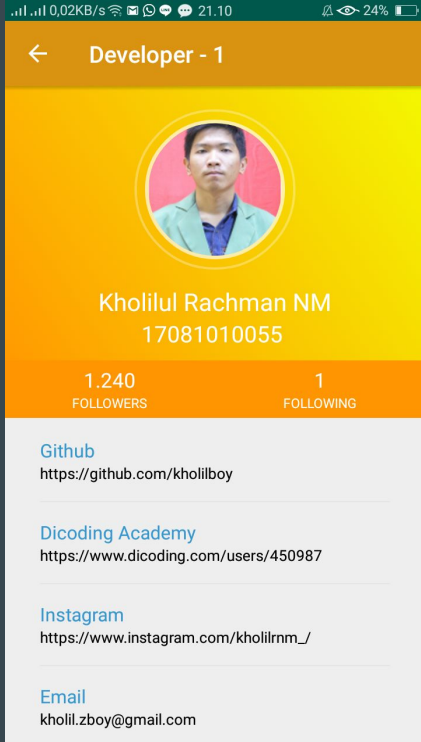 0,02KB/s 21.10 24%
Developer - 1
Kholilul Rachman NM
17081010055
1.240 1
FOLLOWERS FOLLOWING
Github
https://github.com/kholilboy
Dicoding Academy
https://www.dicoding.com/users/450987
Instagram
https://www.instagram.com/kholilrnm_/
Email
kholil.zboy@gmail.com